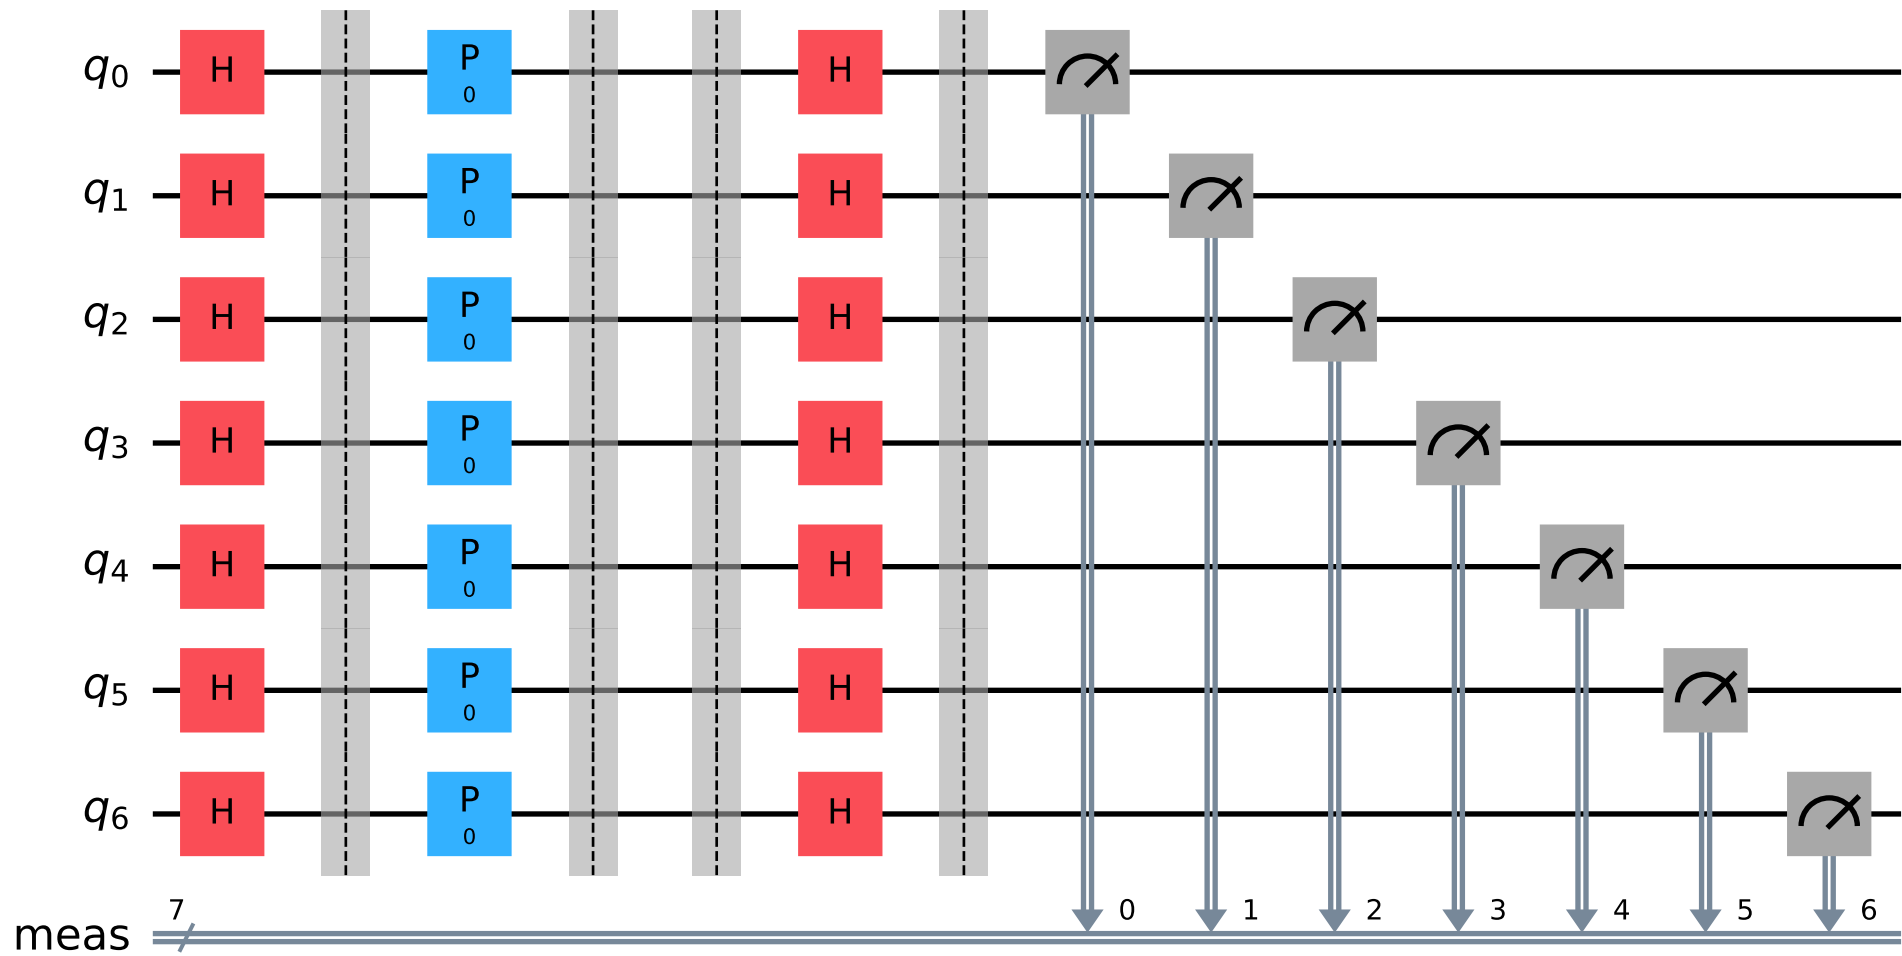 q0 H P 0 H
q1 H P 0 H
q2 H P 0 H
q3 H P 0 H
q4 H P 0 H
q5 H P 0 H
q6 H P 0 H
meas 7 0 1 2 3 4 5 6